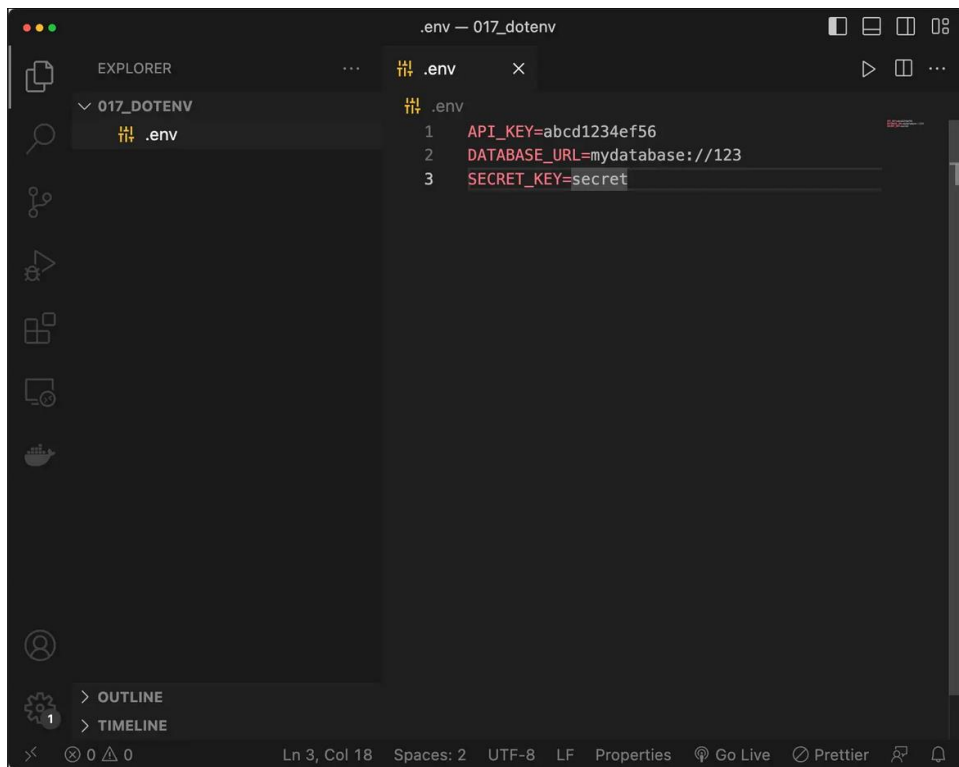 .env — 017_dotenv
EXPLORER
017_DOTENV
.env
.env
.env
1 API_KEY=abcd1234ef56
2 DATABASE_URL=mydatabase://123
3 SECRET_KEY=secret
OUTLINE
TIMELINE
1
0 0 Ln 3, Col 18 Spaces: 2 UTF-8 LF Properties Go Live Prettier